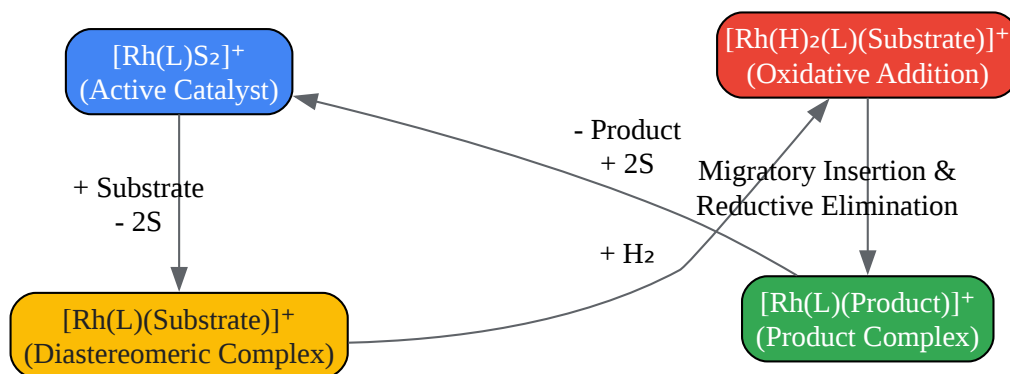 [Rh(L)S₂]⁺
(Active Catalyst)
[Rh(H)₂(L)(Substrate)]⁺
(Oxidative Addition)
+ Substrate
- 2S
- Product
+ 2S
Migratory Insertion &
Reductive Elimination
+ H₂
[Rh(L)(Substrate)]⁺
(Diastereomeric Complex)
[Rh(L)(Product)]⁺
(Product Complex)